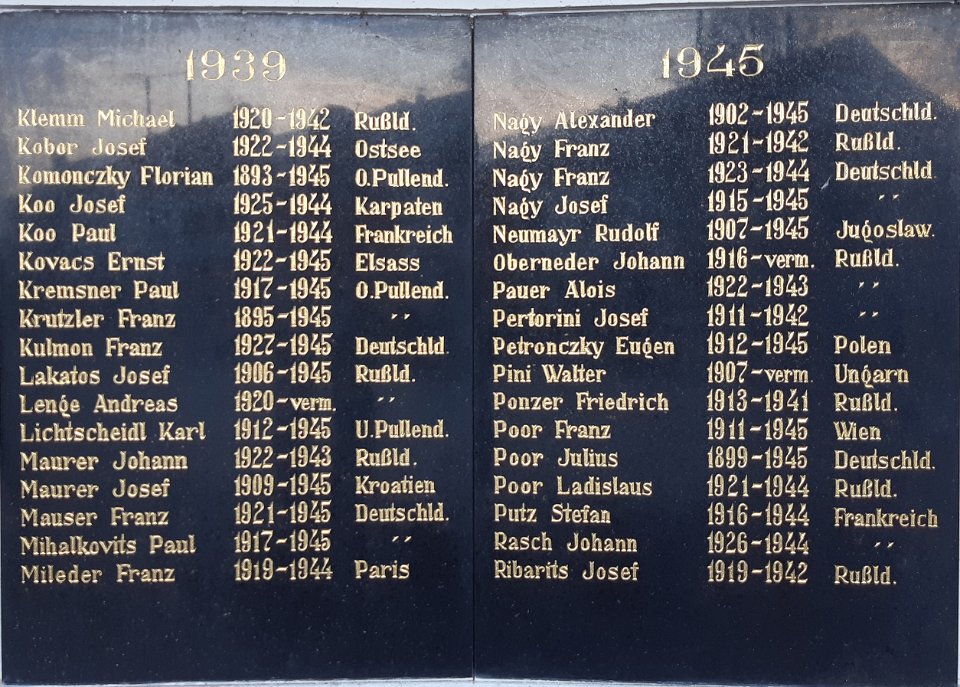 1939
Klemm Michael 1920-1942 Rußld.
Kobor Josef 1922-1944 Ostsee
Komonczky Florian 1893-1945 O.Pullend.
Koo Josef 1925-1944 Karpaten
Koo Paul 1921-1944 Frankreich
Kovacs Ernst 1922-1945 Elsass
Kremsner Paul 1917-1945 O.Pullend.
Krutzler Franz 1895-1945 〃
Kulmon Franz 1927-1945 Deutschld.
Lakatos Josef 1906-1945 Rußld.
Lenge Andreas 1920-verm. 〃
Lichtscheidl Karl 1912-1945 U.Pullend.
Maurer Johann 1922-1943 Rußld.
Maurer Josef 1909-1945 Kroatien
Mauser Franz 1921-1945 Deutschld.
Mihalkovits Paul 1917-1945 〃
Mileder Franz 1919-1944 Paris
1945
Nagy Alexander 1902-1945 Deutschld.
Nagy Franz 1921-1942 Rußld.
Nagy Franz 1923-1944 Deutschld.
Nagy Josef 1915-1945 〃
Neumayr Rudolf 1907-1945 Jugoslaw.
Oberneder Johann 1916-verm. Rußld.
Pauer Alois 1922-1943 〃
Pertorini Josef 1911-1942 〃
Petronczky Eugen 1912-1945 Polen
Pini Walter 1907-verm. Ungarn
Ponzer Friedrich 1913-1941 Rußld.
Poor Franz 1911-1945 Wien
Poor Julius 1899-1945 Deutschld.
Poor Ladislaus 1921-1944 Rußld.
Putz Stefan 1916-1944 Frankreich
Rasch Johann 1926-1944 〃
Ribarits Josef 1919-1942 Rußld.